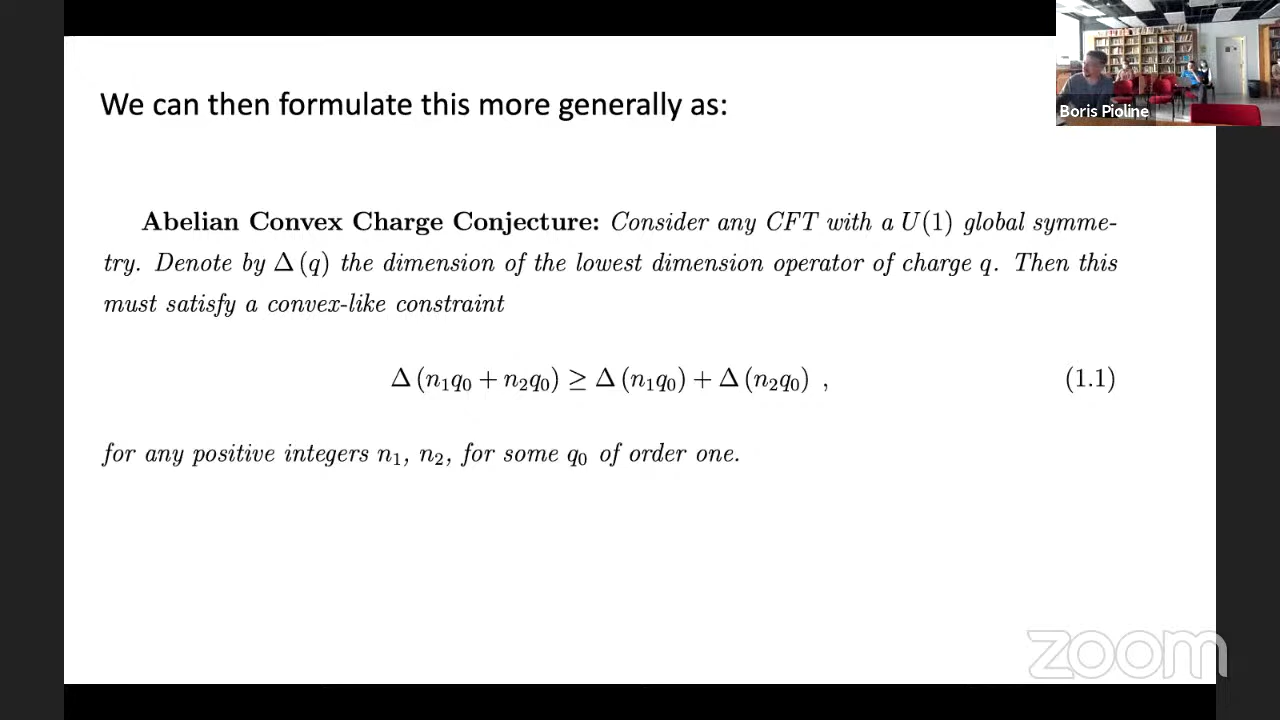 We can then formulate this more generally as:
Boris Pioline
Abelian Convex Charge Conjecture: Consider any CFT with a U(1) global symme-
try. Denote by Δ (q) the dimension of the lowest dimension operator of charge q. Then this
must satisfy a convex-like constraint
Δ (n₁q₀ + n₂q₀) ≥ Δ (n₁q₀) + Δ (n₂q₀) , (1.1)
for any positive integers n₁, n₂, for some q₀ of order one.
zoom